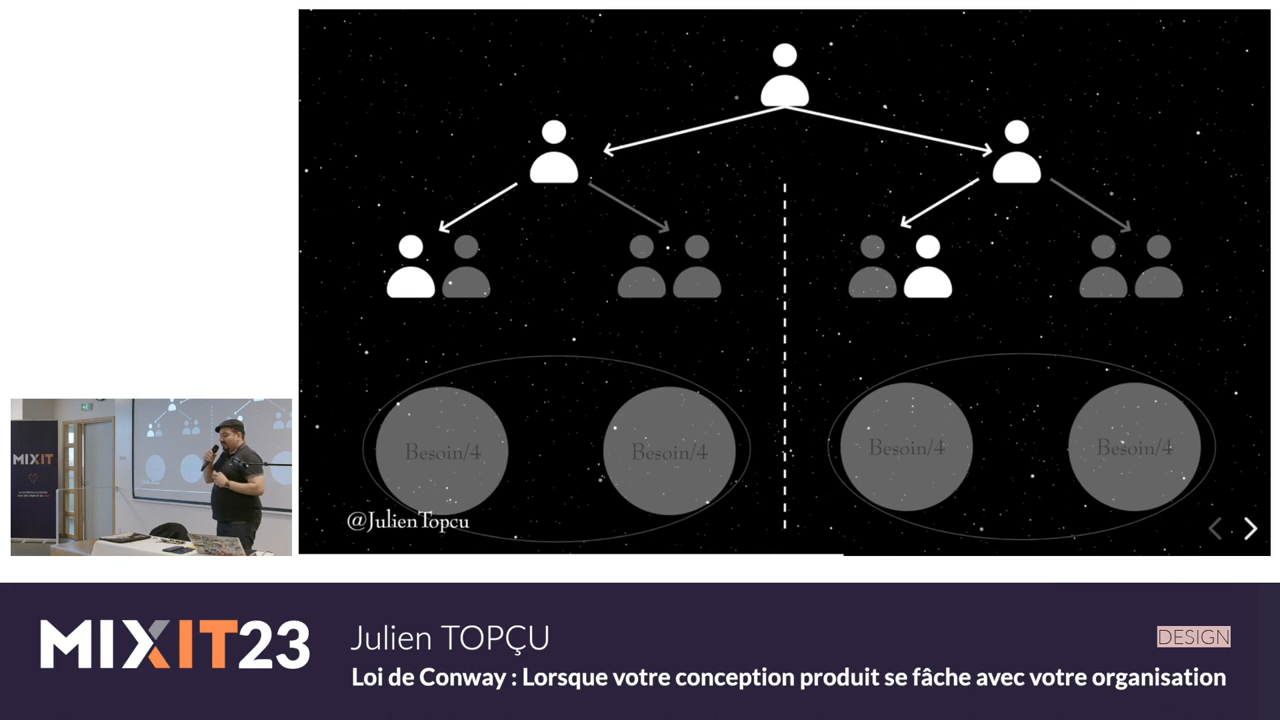 Besoin/4
Besoin/4
Besoin/4
Besoin/4
@JulienTopcu
MIXIT
MIXIT23
Julien TOPÇU
DESIGN
Loi de Conway : Lorsque votre conception produit se fâche avec votre organisation